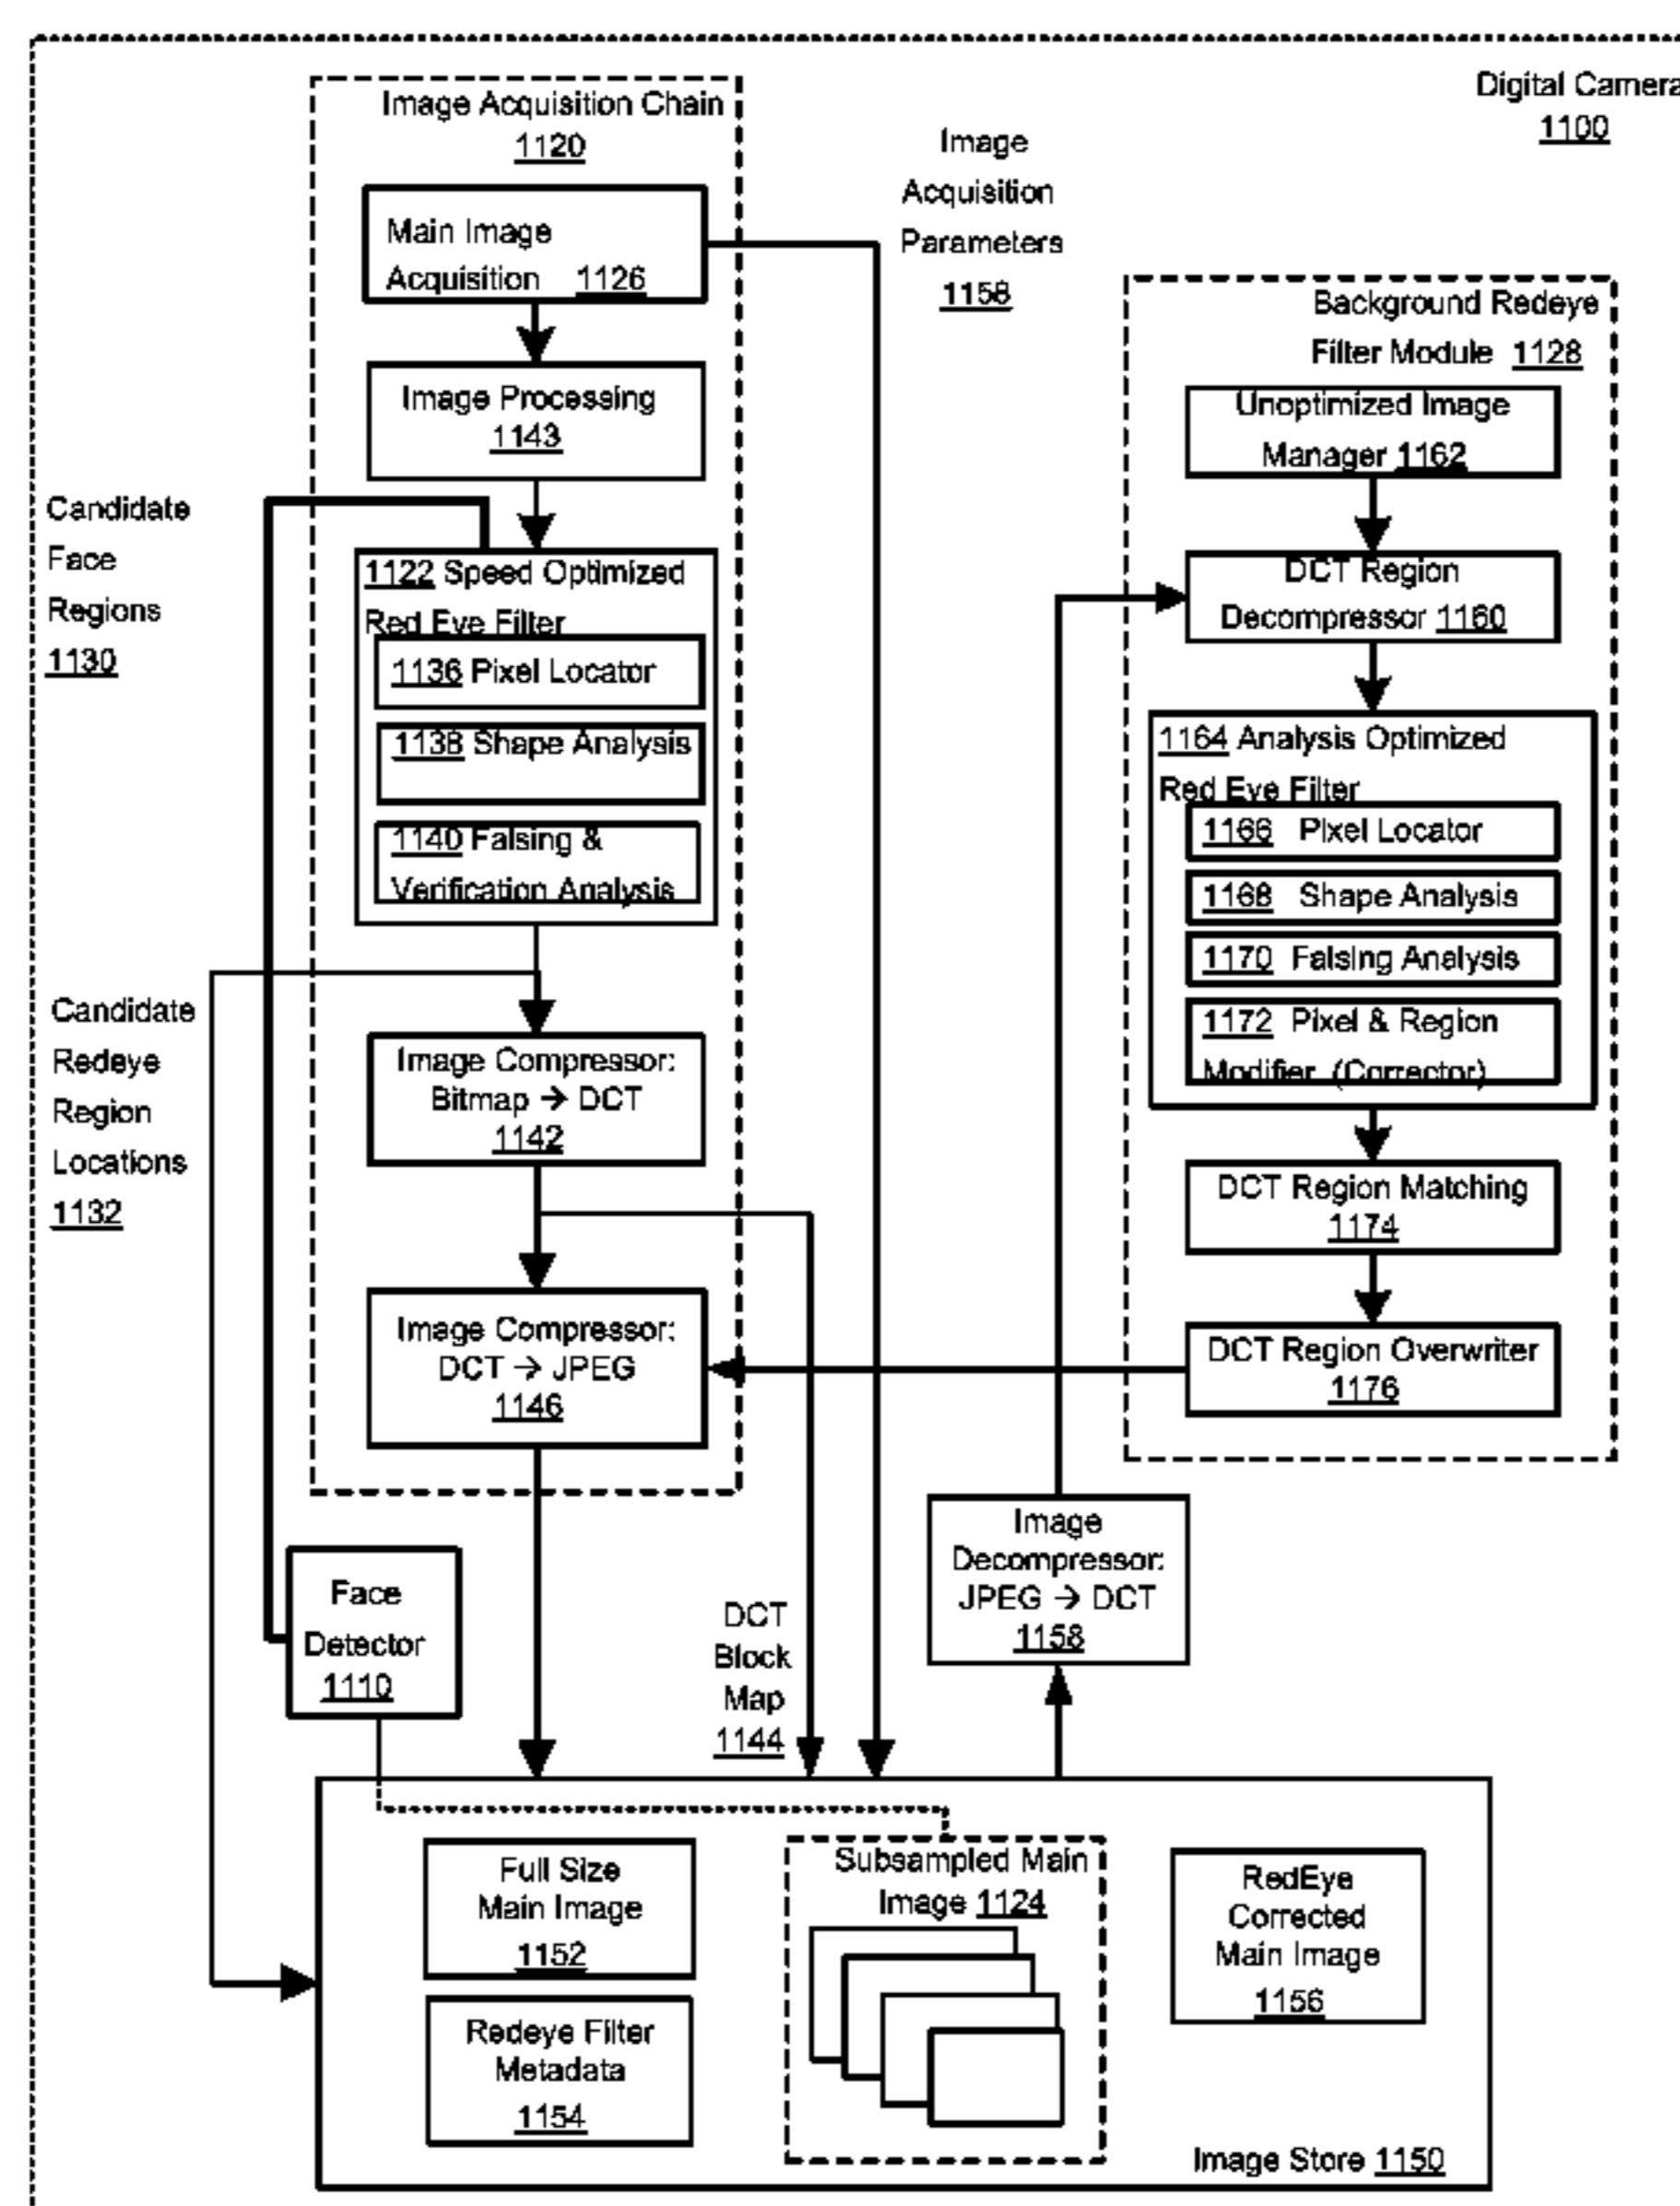 Digital Camera
1100
Image Acquisition Chain
1120
Main Image
Acquisition 1126
Image Processing
1143
1122 Speed Optimized
Red Eye Filter
1136 Pixel Locator
1138 Shape Analysis
1140 Falsing &
Verification Analysis
Image Compressor:
Bitmap → DCT
1142
Image Compressor:
DCT → JPEG
1146
Candidate
Face
Regions
1130
Candidate
Redeye
Region
Locations
1132
Image
Acquisition
Parameters
1158
Background Redeye
Filter Module 1128
Unoptimized Image
Manager 1162
DCT Region
Decompressor 1160
1164 Analysis Optimized
Red Eye Filter
1166 Pixel Locator
1168 Shape Analysis
1170 Falsing Analysis
1172 Pixel & Region
Modifier (Corrector)
DCT Region Matching
1174
DCT Region Overwriter
1176
Face
Detector
1110
DCT
Block
Map
1144
Image
Decompressor:
JPEG → DCT
1158
Full Size
Main Image
1152
Redeye Filter
Metadata
1154
Subsampled Main
Image 1124
RedEye
Corrected
Main Image
1156
Image Store 1150